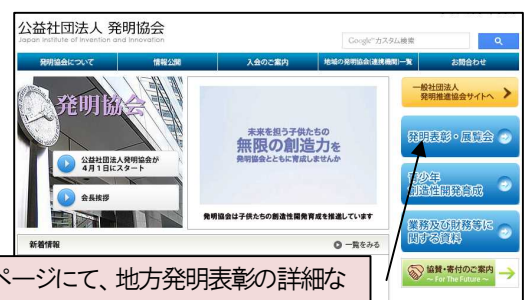 公益社団法人 発明協会
Japan Institute of Invention and Innovation
Google カスタム検索
発明協会について
情報公開
入会のご案内
地域の発明協会(連携機関)一覧
お問合わせ
発明協会
公益社団法人発明協会が
4月1日にスタート
会長挨拶
未来を担う子供たちの
無限の創造力を
発明協会とともに育成しませんか
発明協会は子供たちの創造性開発育成を推進しています
新着情報
一覧をみる
一般社団法人
発明推進協会サイトへ
発明表彰・展覧会
青少年
創造性開発育成
業務及び財務等に
関する資料
協賛・寄付のご案内
～ For The Future ～
ページにて、地方発明表彰の詳細な